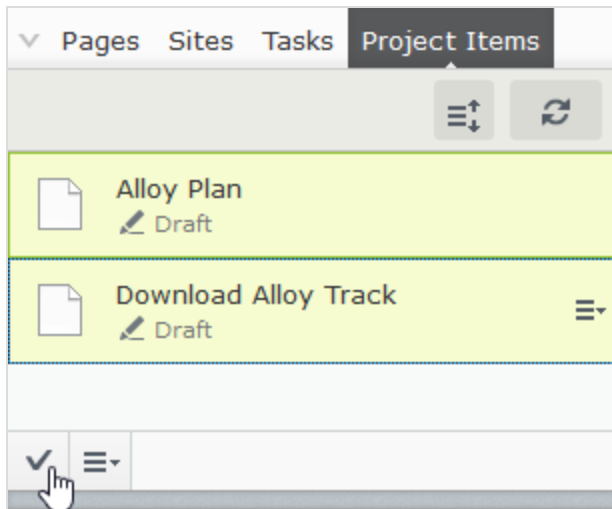 Pages Sites Tasks Project Items
Alloy Plan
Draft
Download Alloy Track
Draft